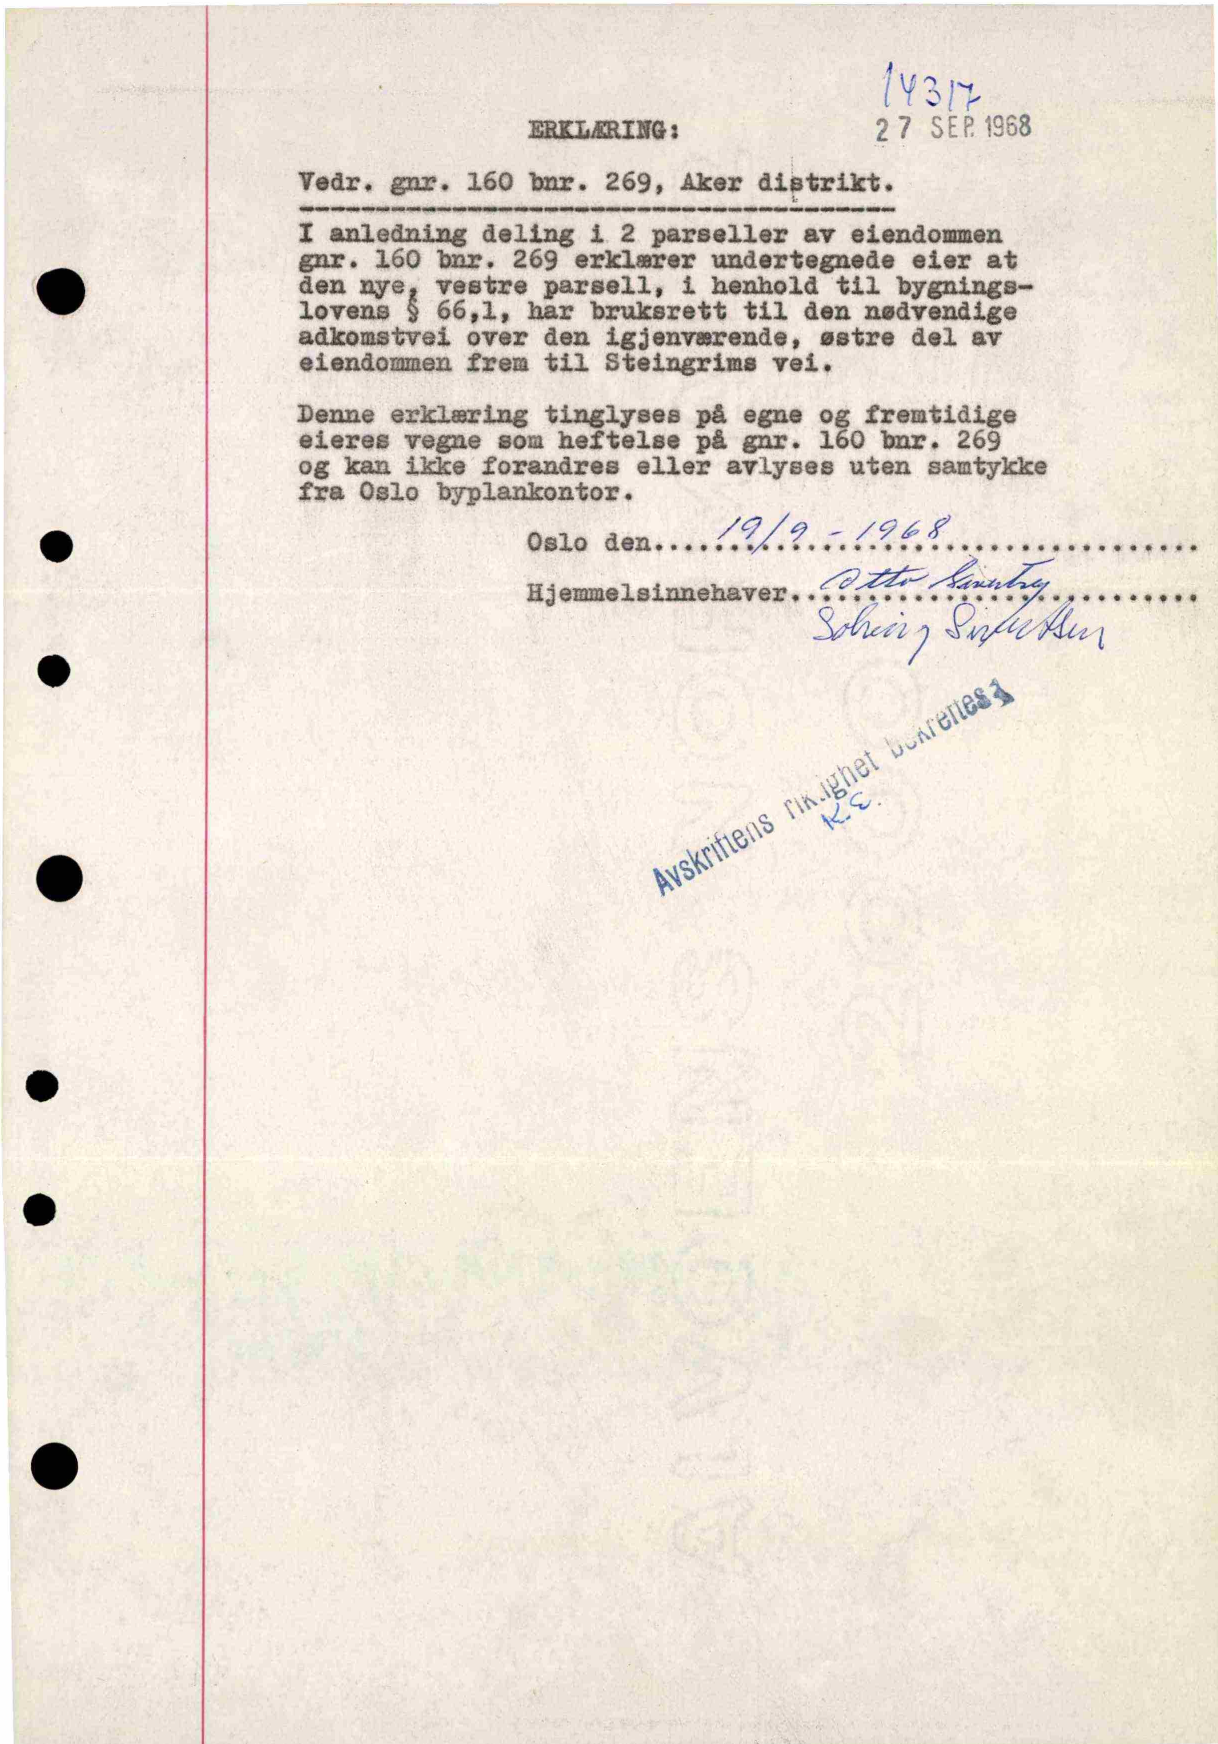 14317
ERKLÆRING:
27 SEP. 1968
Vedr. gnr. 160 bnr. 269, Aker distrikt.
I anledning deling i 2 parseller av eiendommen
gnr. 160 bnr. 269 erklærer undertegnede eier at
den nye, vestre parsell, i henhold til bygnings-
lovens § 66,1, har bruksrett til den nødvendige
adkomstvei over den igjenværende, østre del av
eiendommen frem til Steingrims vei.
Denne erklæring tinglyses på egne og fremtidige
eieres vegne som heftelse på gnr. 160 bnr. 269
og kan ikke forandres eller avlyses uten samtykke
fra Oslo byplankontor.
Oslo den 19/9 - 1968
Hjemmelsinnehaver. Otto
Avskriftens riktighet bekreftes
K.E.